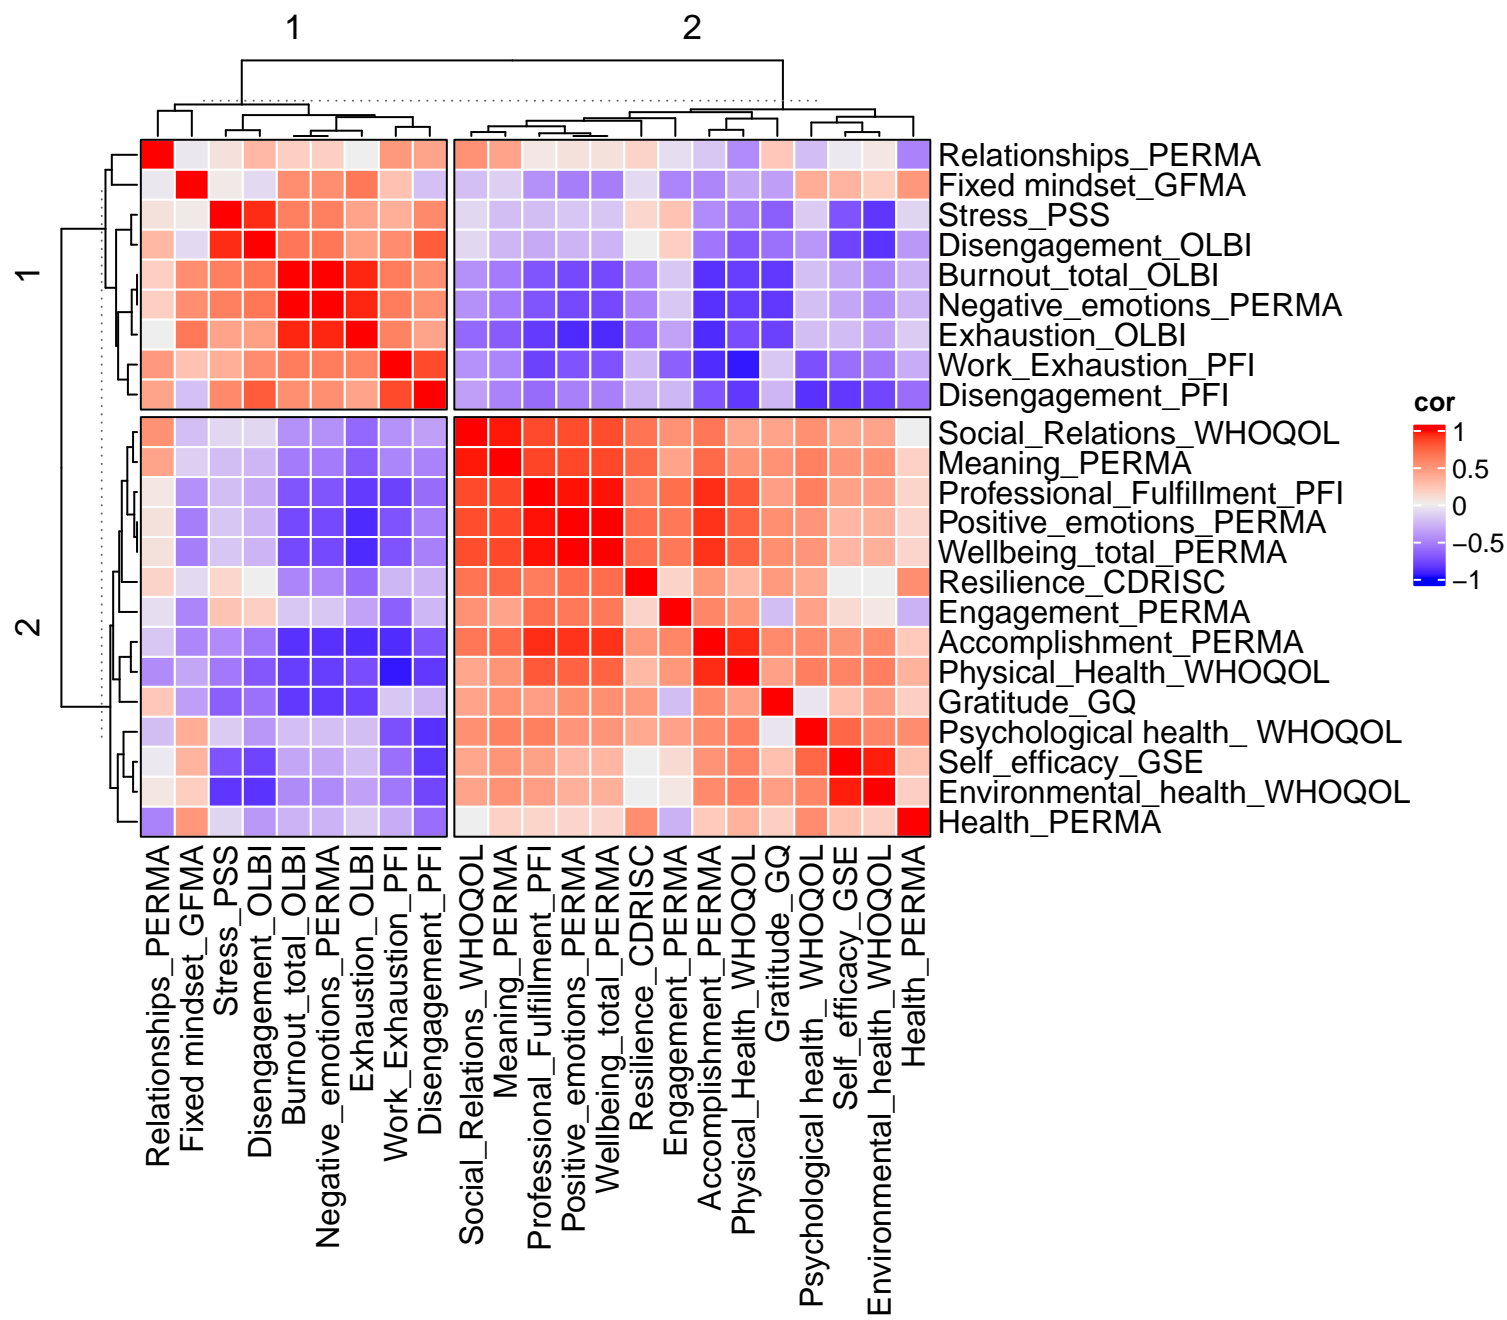 1
2
1
2
Relationships_PERMA
Fixed mindset_GFMA
Stress_PSS
Disengagement_OLBI
Burnout_total_OLBI
Negative_emotions_PERMA
Exhaustion_OLBI
Work_Exhaustion_PFI
Disengagement_PFI
Social_Relations_WHOQOL
Meaning_PERMA
Professional_Fulfillment_PFI
Positive_emotions_PERMA
Wellbeing_total_PERMA
Resilience_CDRISC
Engagement_PERMA
Accomplishment_PERMA
Physical_Health_WHOQOL
Gratitude_GQ
Psychological health_ WHOQOL
Self_efficacy_GSE
Environmental_health_WHOQOL
Health_PERMA
cor
1
0.5
0
−0.5
−1
Relationships_PERMA
Fixed mindset_GFMA
Stress_PSS
Disengagement_OLBI
Burnout_total_OLBI
Negative_emotions_PERMA
Exhaustion_OLBI
Work_Exhaustion_PFI
Disengagement_PFI
Social_Relations_WHOQOL
Meaning_PERMA
Professional_Fulfillment_PFI
Positive_emotions_PERMA
Wellbeing_total_PERMA
Resilience_CDRISC
Engagement_PERMA
Accomplishment_PERMA
Physical_Health_WHOQOL
Gratitude_GQ
Psychological health_ WHOQOL
Self_efficacy_GSE
Environmental_health_WHOQOL
Health_PERMA